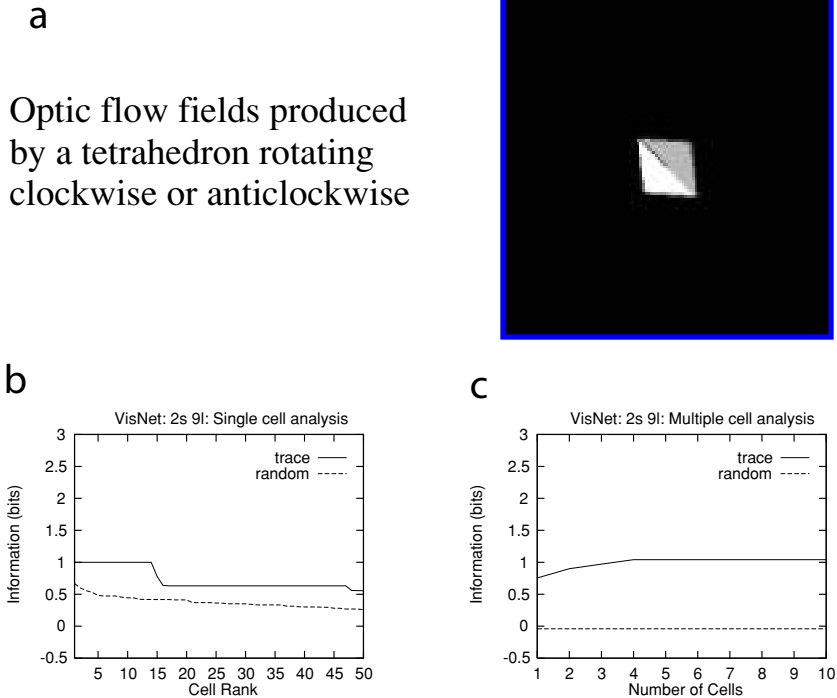 a
Optic flow fields produced
by a tetrahedron rotating
clockwise or anticlockwise
b
VisNet: 2s 9l: Single cell analysis
3
2.5
2
1.5
1
0.5
0
-0.5
Information (bits)
trace
random
5 10 15 20 25 30 35 40 45 50
Cell Rank
c
VisNet: 2s 9l: Multiple cell analysis
3
2.5
2
1.5
1
0.5
0
-0.5
Information (bits)
trace
random
1 2 3 4 5 6 7 8 9 10
Number of Cells